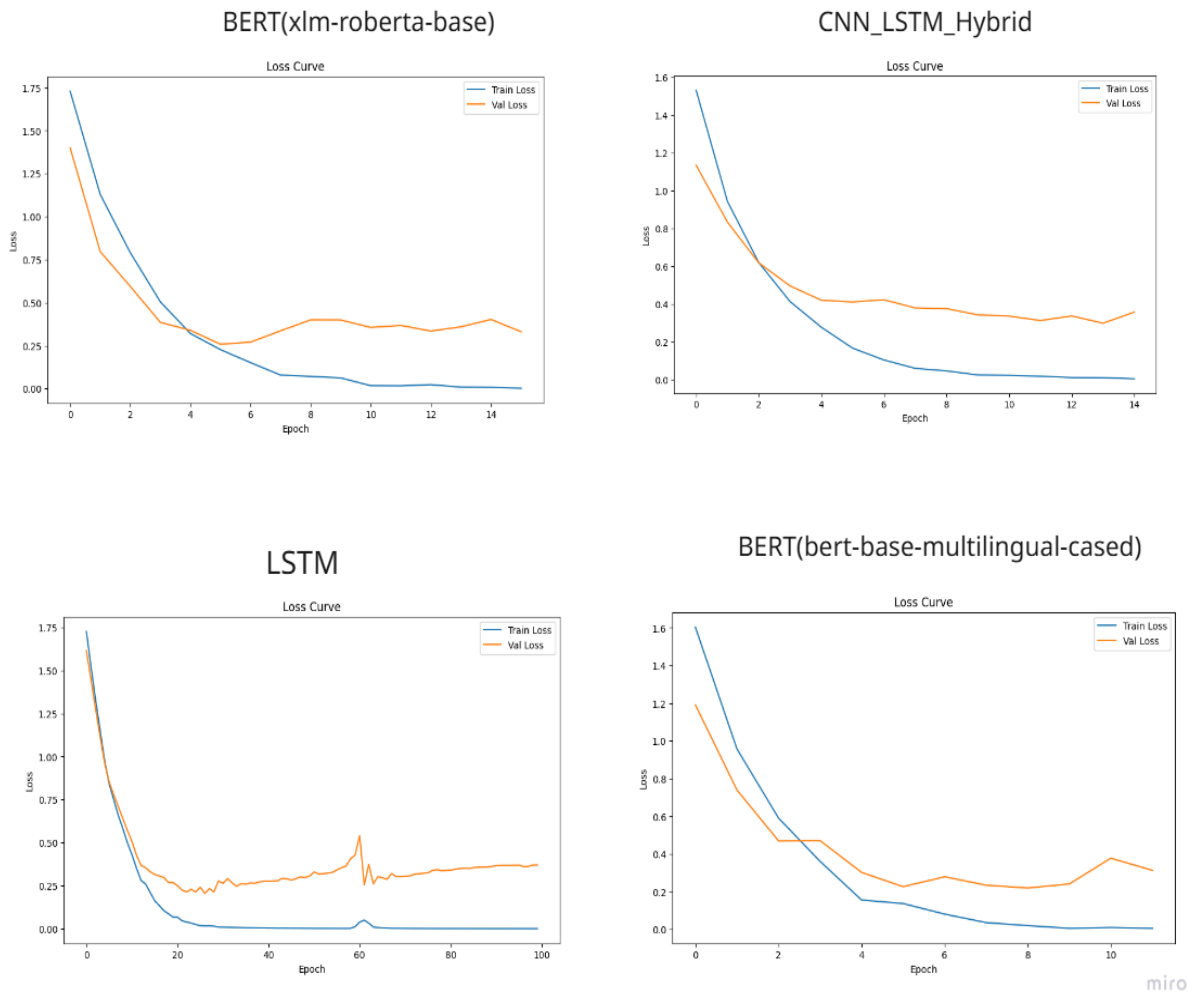 BERT(xlm-roberta-base)
Loss Curve
Train Loss
Val Loss
1.75
1.50
1.25
1.00
0.75
0.50
0.25
0.00
Loss
0 2 4 6 8 10 12 14
Epoch
CNN_LSTM_Hybrid
Loss Curve
Train Loss
Val Loss
1.6
1.4
1.2
1.0
0.8
0.6
0.4
0.2
0.0
Loss
0 2 4 6 8 10 12 14
Epoch
LSTM
Loss Curve
Train Loss
Val Loss
1.75
1.50
1.25
1.00
0.75
0.50
0.25
0.00
Loss
0 20 40 60 80 100
Epoch
BERT(bert-base-multilingual-cased)
Loss Curve
Train Loss
Val Loss
1.6
1.4
1.2
1.0
0.8
0.6
0.4
0.2
0.0
Loss
0 2 4 6 8 10
Epoch
miro